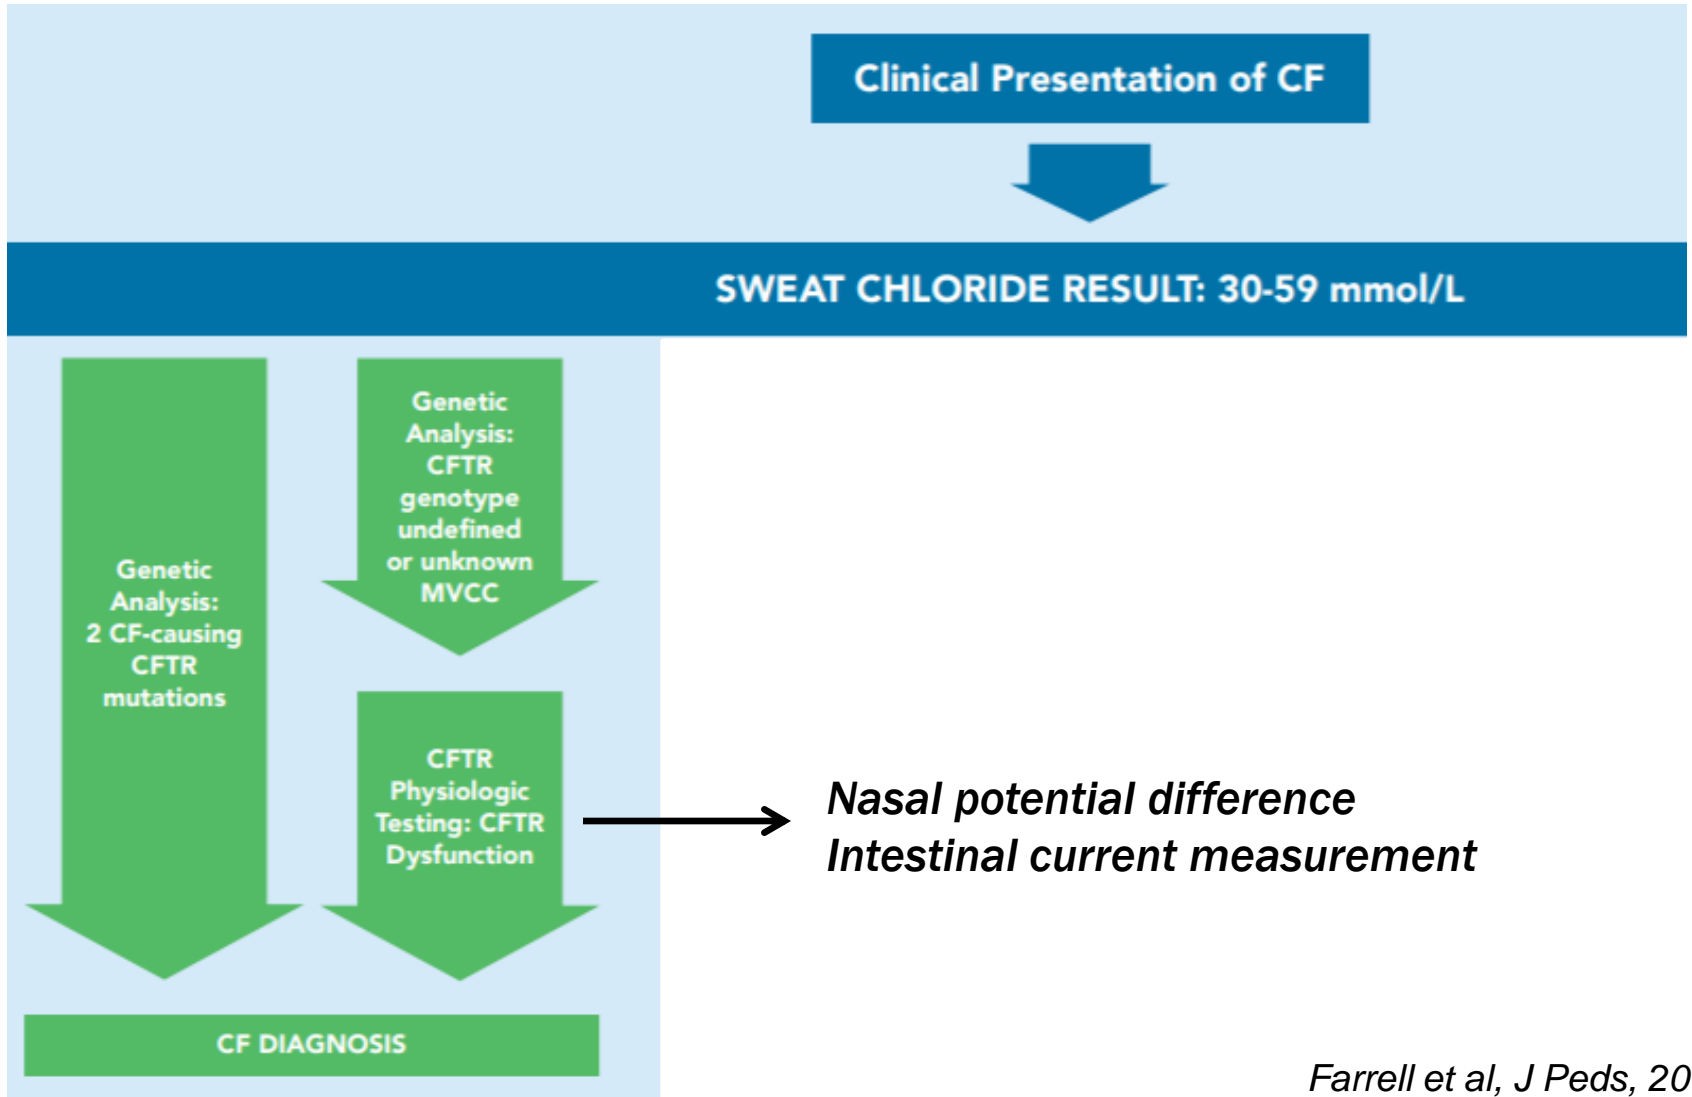 Clinical Presentation of CF
SWEAT CHLORIDE RESULT: 30-59 mmol/L
Genetic
Analysis:
2 CF-causing
CFTR
mutations
Genetic
Analysis:
CFTR
genotype
undefined
or unknown
MVCC
CFTR
Physiologic
Testing: CFTR
Dysfunction
Nasal potential difference
Intestinal current measurement
CF DIAGNOSIS
Farrell et al, J Peds, 20